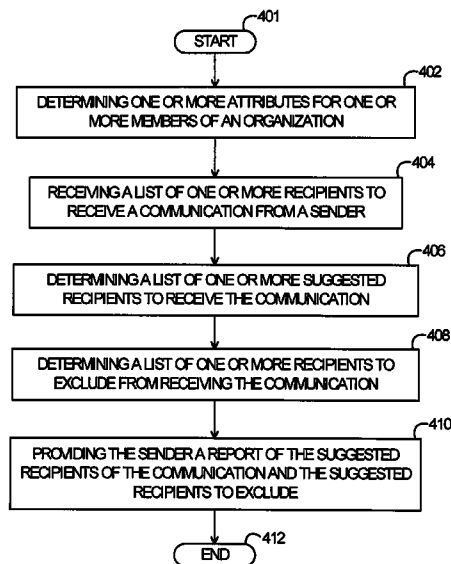 401
START
402
DETERMINING ONE OR MORE ATTRIBUTES FOR ONE OR
MORE MEMBERS OF AN ORGANIZATION
404
RECEIVING A LIST OF ONE OR MORE RECIPIENTS TO
RECEIVE A COMMUNICATION FROM A SENDER
406
DETERMINING A LIST OF ONE OR MORE SUGGESTED
RECIPIENTS TO RECEIVE THE COMMUNICATION
408
DETERMINING A LIST OF ONE OR MORE RECIPIENTS TO
EXCLUDE FROM RECEIVING THE COMMUNICATION
410
PROVIDING THE SENDER A REPORT OF THE SUGGESTED
RECIPIENTS OF THE COMMUNICATION AND THE SUGGESTED
RECIPIENTS TO EXCLUDE
412
END